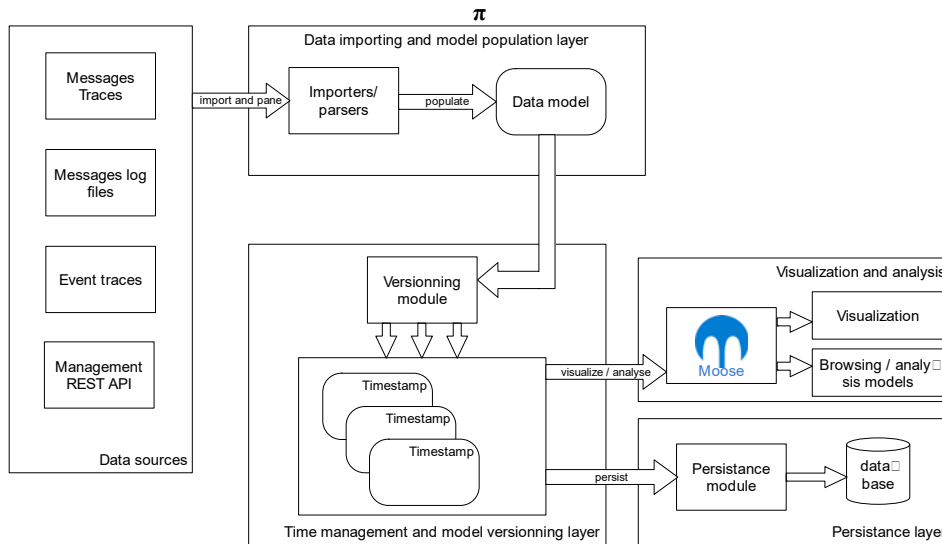 π
Data importing and model population layer
Messages
Traces
Messages log
files
Event traces
Management
REST API
Data sources
import and pane
Importers/
parsers
populate
Data model
Versionning
module
Timestamp
Timestamp
Timestamp
Time management and model versionning layer
visualize / analyse
Visualization and analysis
Moose
Visualization
Browsing / analy□
sis models
persist
Persistance
module
data□
base
Persistance layer